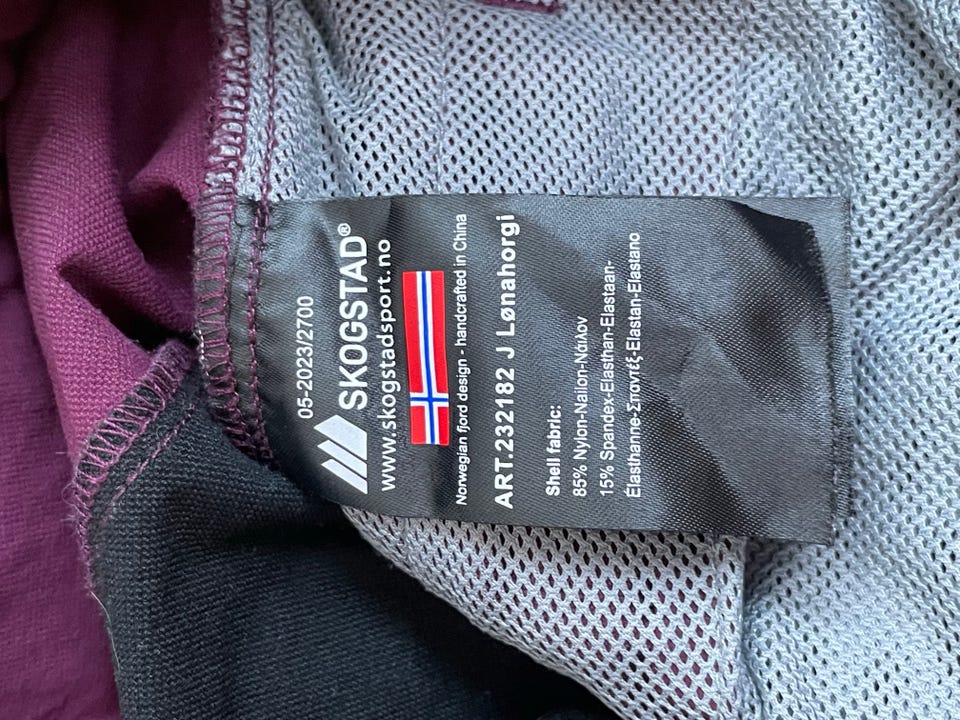 05-2023/2700
SKOGSTAD®
www.skogstadsport.no
Norwegian fjord design - handcrafted in China
ART.232182 J Lønahorgi
Shell fabric:
85% Nylon-Nailon-Ναιλον
15% Spandex-Elasthan-Elastaan-
Élasthanne-Σπαντέξ-Elastan-Elastano